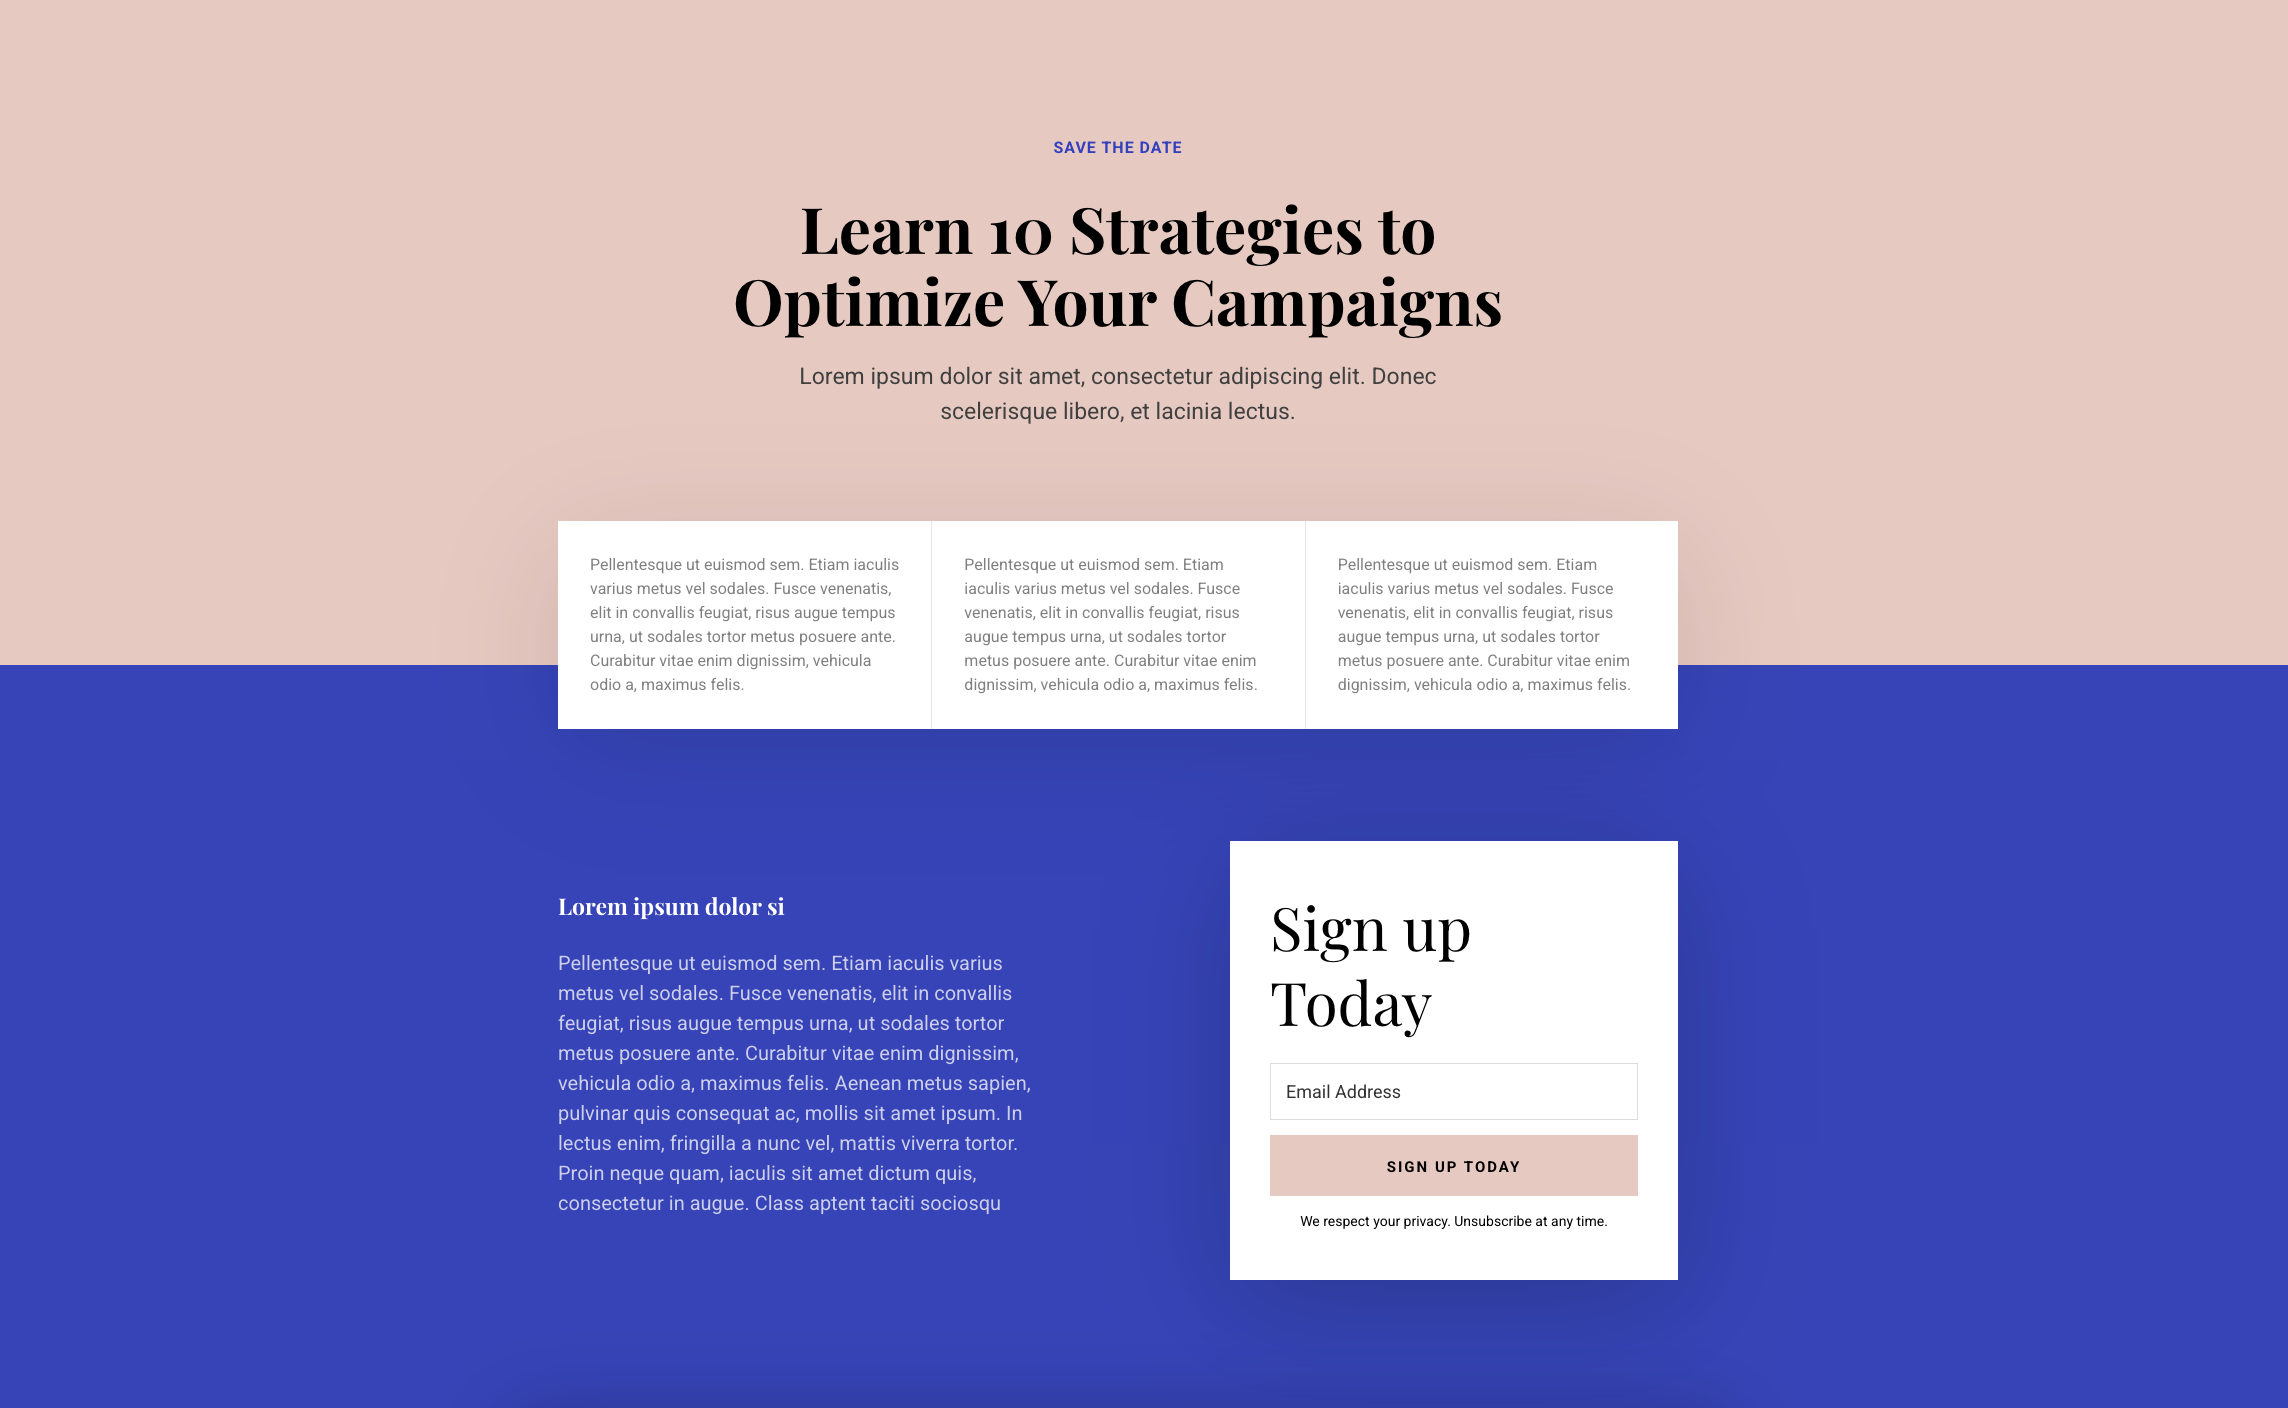 SAVE THE DATE
Learn 10 Strategies to
Optimize Your Campaigns
Lorem ipsum dolor sit amet, consectetur adipiscing elit. Donec
scelerisque libero, et lacinia lectus.
Pellentesque ut euismod sem. Etiam iaculis
varius metus vel sodales. Fusce venenatis,
elit in convallis feugiat, risus augue tempus
urna, ut sodales tortor metus posuere ante.
Curabitur vitae enim dignissim, vehicula
odio a, maximus felis.
Pellentesque ut euismod sem. Etiam
iaculis varius metus vel sodales. Fusce
venenatis, elit in convallis feugiat, risus
augue tempus urna, ut sodales tortor
metus posuere ante. Curabitur vitae enim
dignissim, vehicula odio a, maximus felis.
Pellentesque ut euismod sem. Etiam
iaculis varius metus vel sodales. Fusce
venenatis, elit in convallis feugiat, risus
augue tempus urna, ut sodales tortor
metus posuere ante. Curabitur vitae enim
dignissim, vehicula odio a, maximus felis.
Lorem ipsum dolor si
Pellentesque ut euismod sem. Etiam iaculis varius
metus vel sodales. Fusce venenatis, elit in convallis
feugiat, risus augue tempus urna, ut sodales tortor
metus posuere ante. Curabitur vitae enim dignissim,
vehicula odio a, maximus felis. Aenean metus sapien,
pulvinar quis consequat ac, mollis sit amet ipsum. In
lectus enim, fringilla a nunc vel, mattis viverra tortor.
Proin neque quam, iaculis sit amet dictum quis,
consectetur in augue. Class aptent taciti sociosqu
Sign up
Today
Email Address
SIGN UP TODAY
We respect your privacy. Unsubscribe at any time.